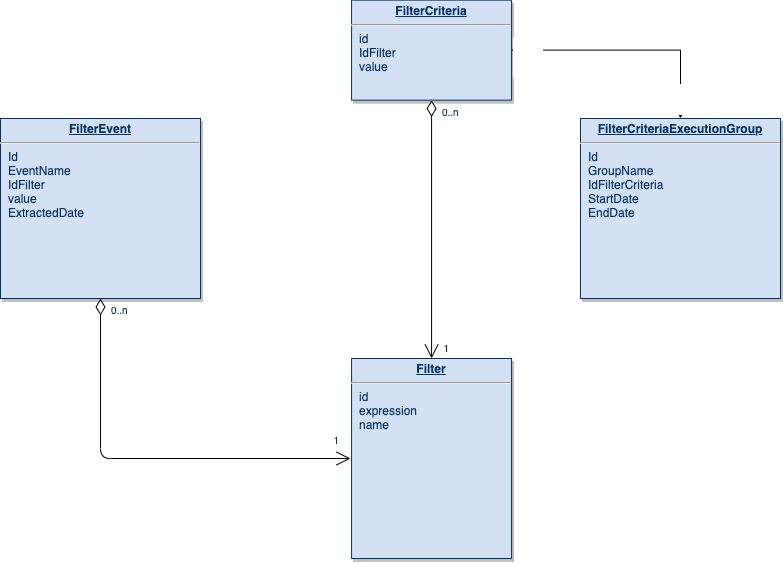 FilterCriteria
id
IdFilter
value
0..n
FilterEvent
Id
EventName
IdFilter
value
ExtractedDate
0..n
FilterCriteriaExecutionGroup
Id
GroupName
IdFilterCriteria
StartDate
EndDate
1
Filter
id
expression
name
1